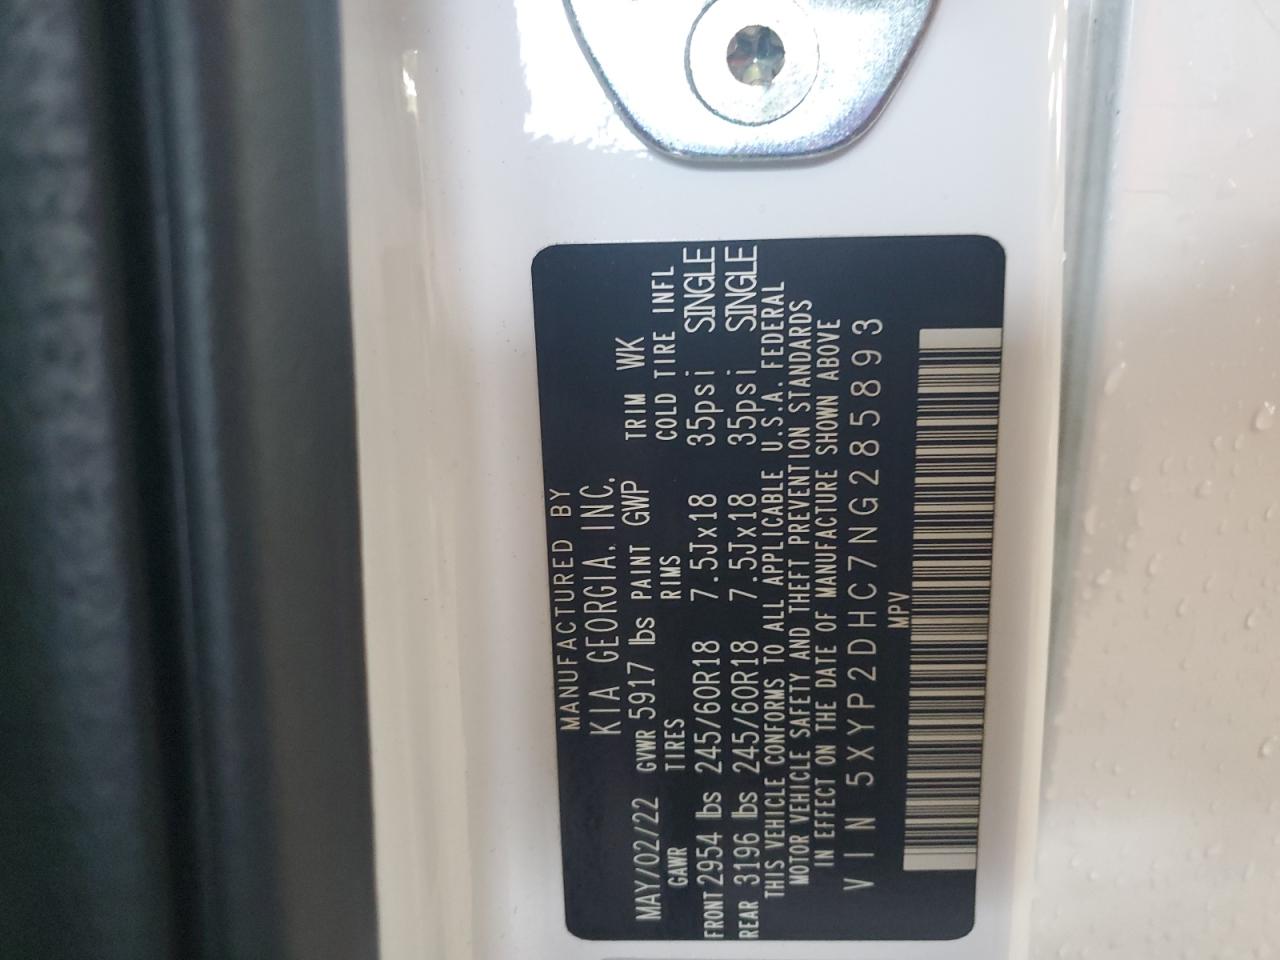 MANUFACTURED BY
KIA GEORGIA, INC.
MAY/02/22 GVWR 5917 lbs PAINT GWP TRIM WK
GAWR TIRES RIMS COLD TIRE INFL
FRONT 2954 lbs 245/60R18 7.5Jx18 35psi SINGLE
REAR 3196 lbs 245/60R18 7.5Jx18 35psi SINGLE
THIS VEHICLE CONFORMS TO ALL APPLICABLE U.S.A. FEDERAL
MOTOR VEHICLE SAFETY AND THEFT PREVENTION STANDARDS
IN EFFECT ON THE DATE OF MANUFACTURE SHOWN ABOVE
VIN 5XYP2DHC7NG285893
MPV